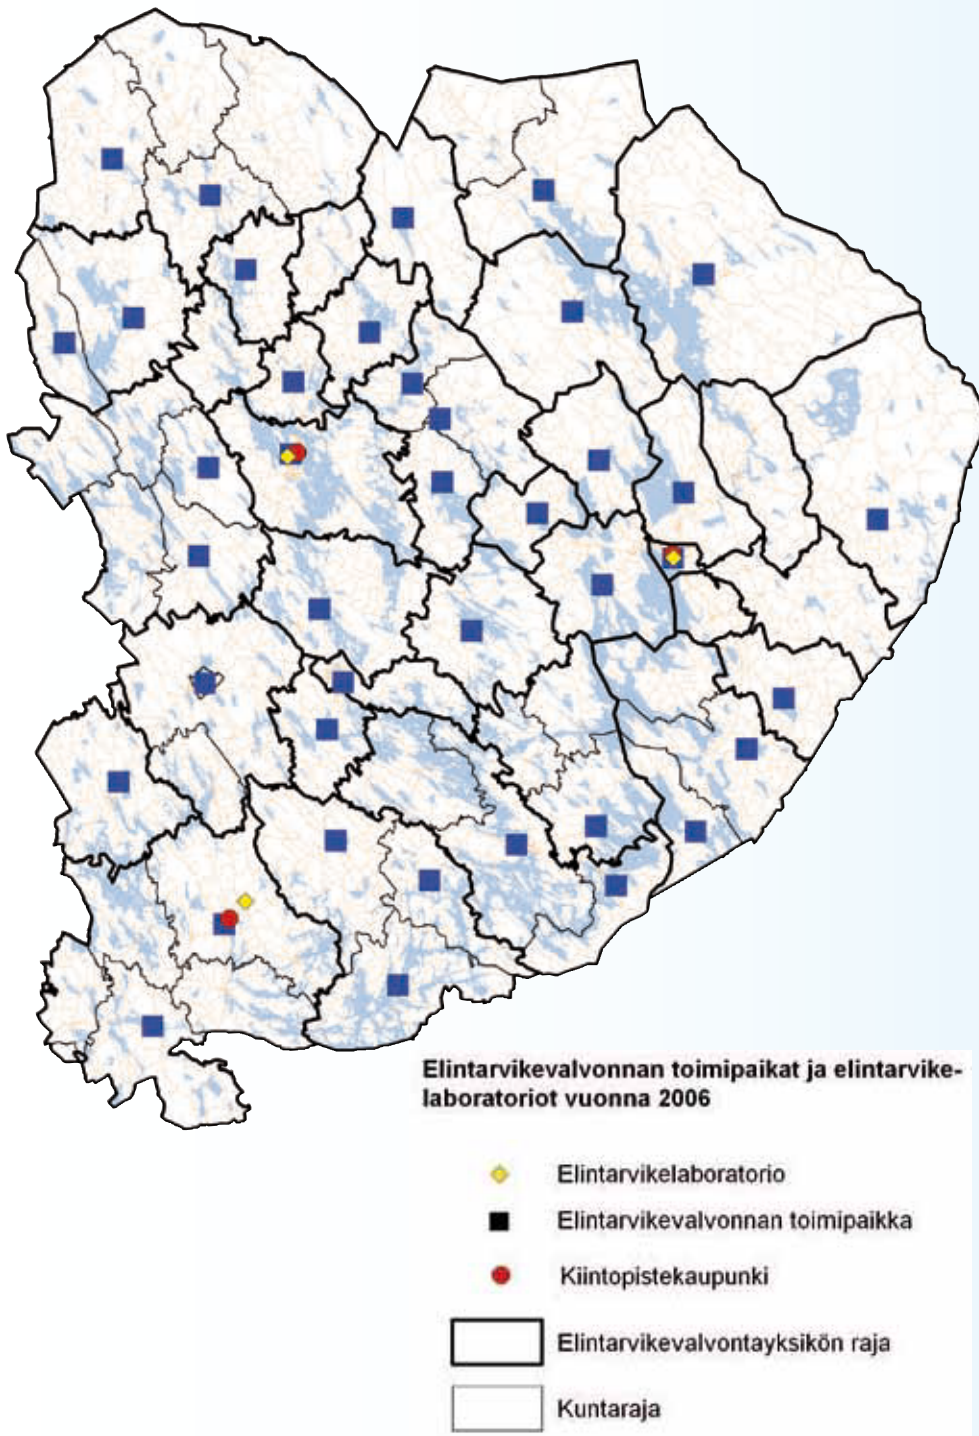 Elintarvikevalvonnan toimipaikat ja elintarvike-
laboratoriot vuonna 2006
Elintarvikelaboratorio
Elintarvikevalvonnan toimipaikka
Kiintopistekaupunki
Elintarvikevalvontayksikön raja
Kuntaraja